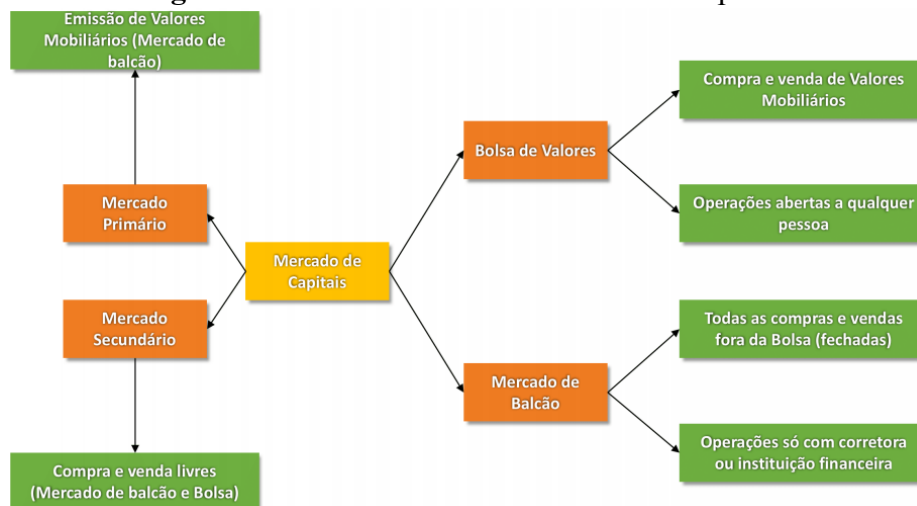 Emissão de Valores
Mobiliários (Mercado de
balcão)
Compra e venda de Valores
Mobiliários
Bolsa de Valores
Operações abertas a qualquer
pessoa
Mercado
Primário
Mercado de
Capitais
Mercado
Secundário
Todas as compras e vendas
fora da Bolsa (fechadas)
Mercado de
Balcão
Operações só com corretora
ou instituição financeira
Compra e venda livres
(Mercado de balcão e Bolsa)